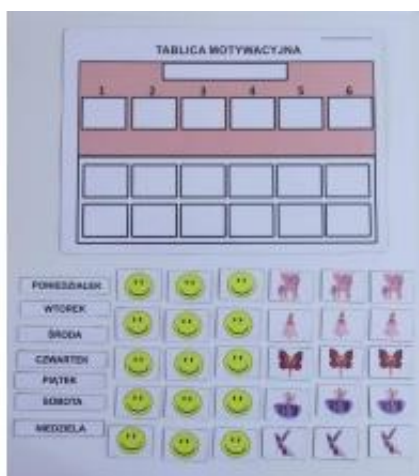 TABLICA MOTYWACYJNA
1 2 3 4 5 6
PONIEDZIAŁEK
WTOREK
ŚRODA
CZWARTEK
PIĄTEK
SOBOTA
NIEDZIELA